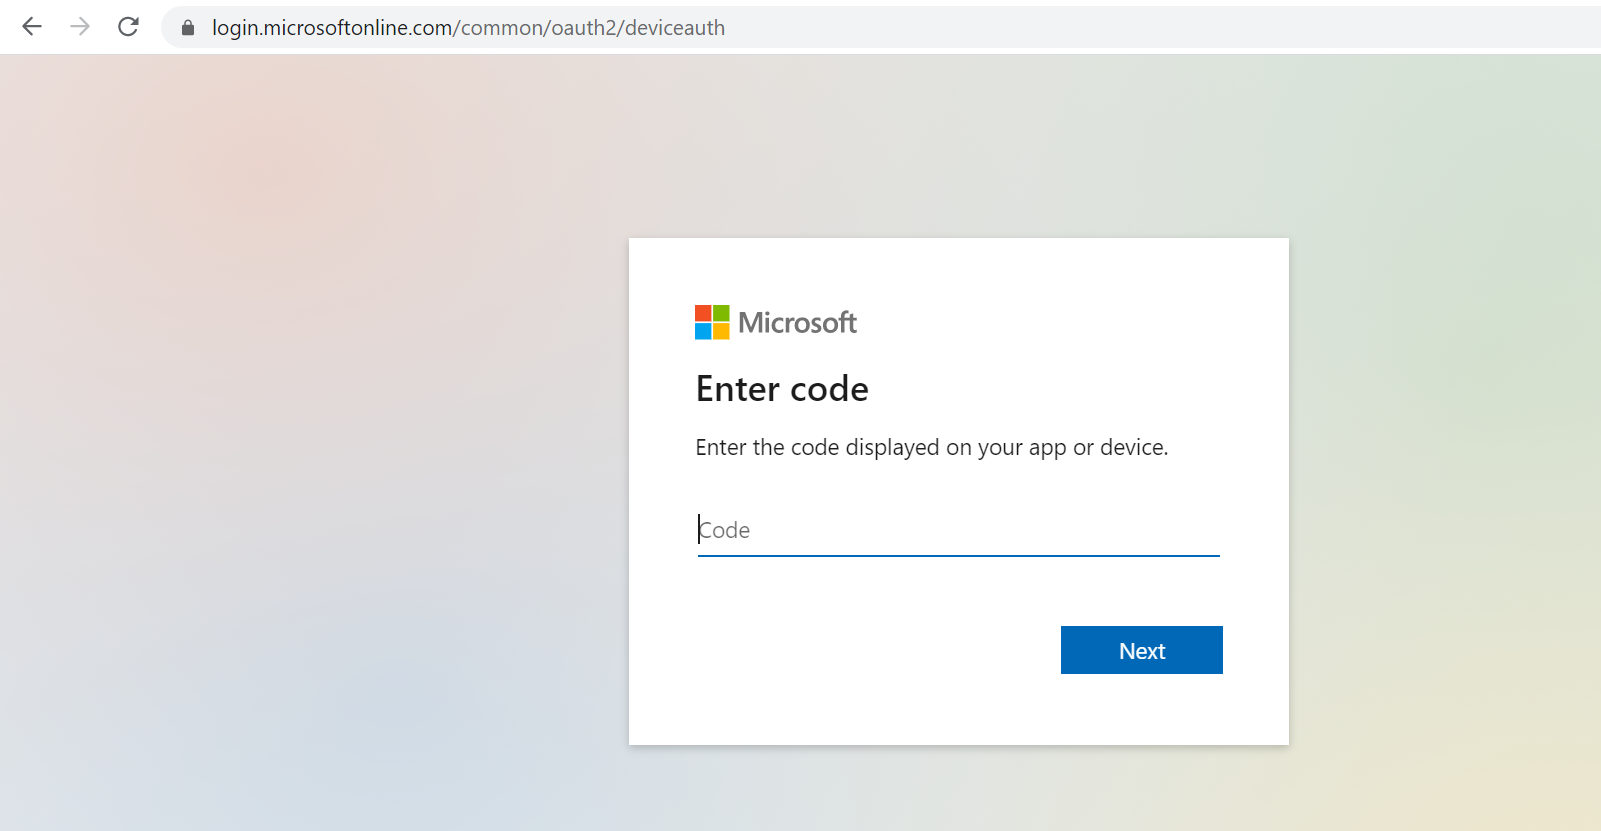 login.microsoftonline.com/common/oauth2/deviceauth
Microsoft
Enter code
Enter the code displayed on your app or device.
Code
Next